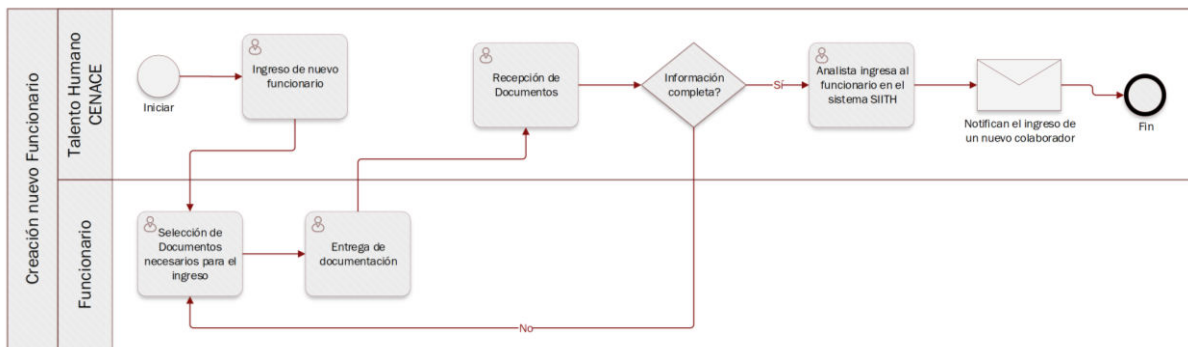 Creación nuevo Funcionario
Talento Humano
CENACE
Iniciar
Ingreso de nuevo
funcionario
Recepción de
Documentos
Información
completa?
Sí
Analista ingresa al
funcionario en el
sistema SIITH
Notifican el ingreso de
un nuevo colaborador
Fin
Funcionario
Selección de
Documentos
necesarios para el
ingreso
Entrega de
documentación
No